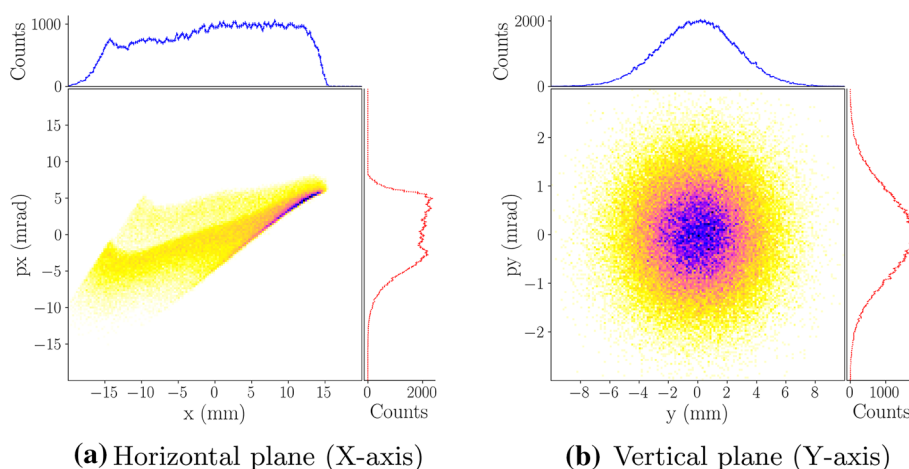 1000
Counts
0
15
10
5
0
−5
−10
−15
px (mrad)
−15 −10 −5 0 5 10 15
x (mm)
0 2000
Counts
(a) Horizontal plane (X-axis)
2000
Counts
0
2
1
0
−1
−2
py (mrad)
−8 −6 −4 −2 0 2 4 6 8
y (mm)
0 1000
Counts
(b) Vertical plane (Y-axis)